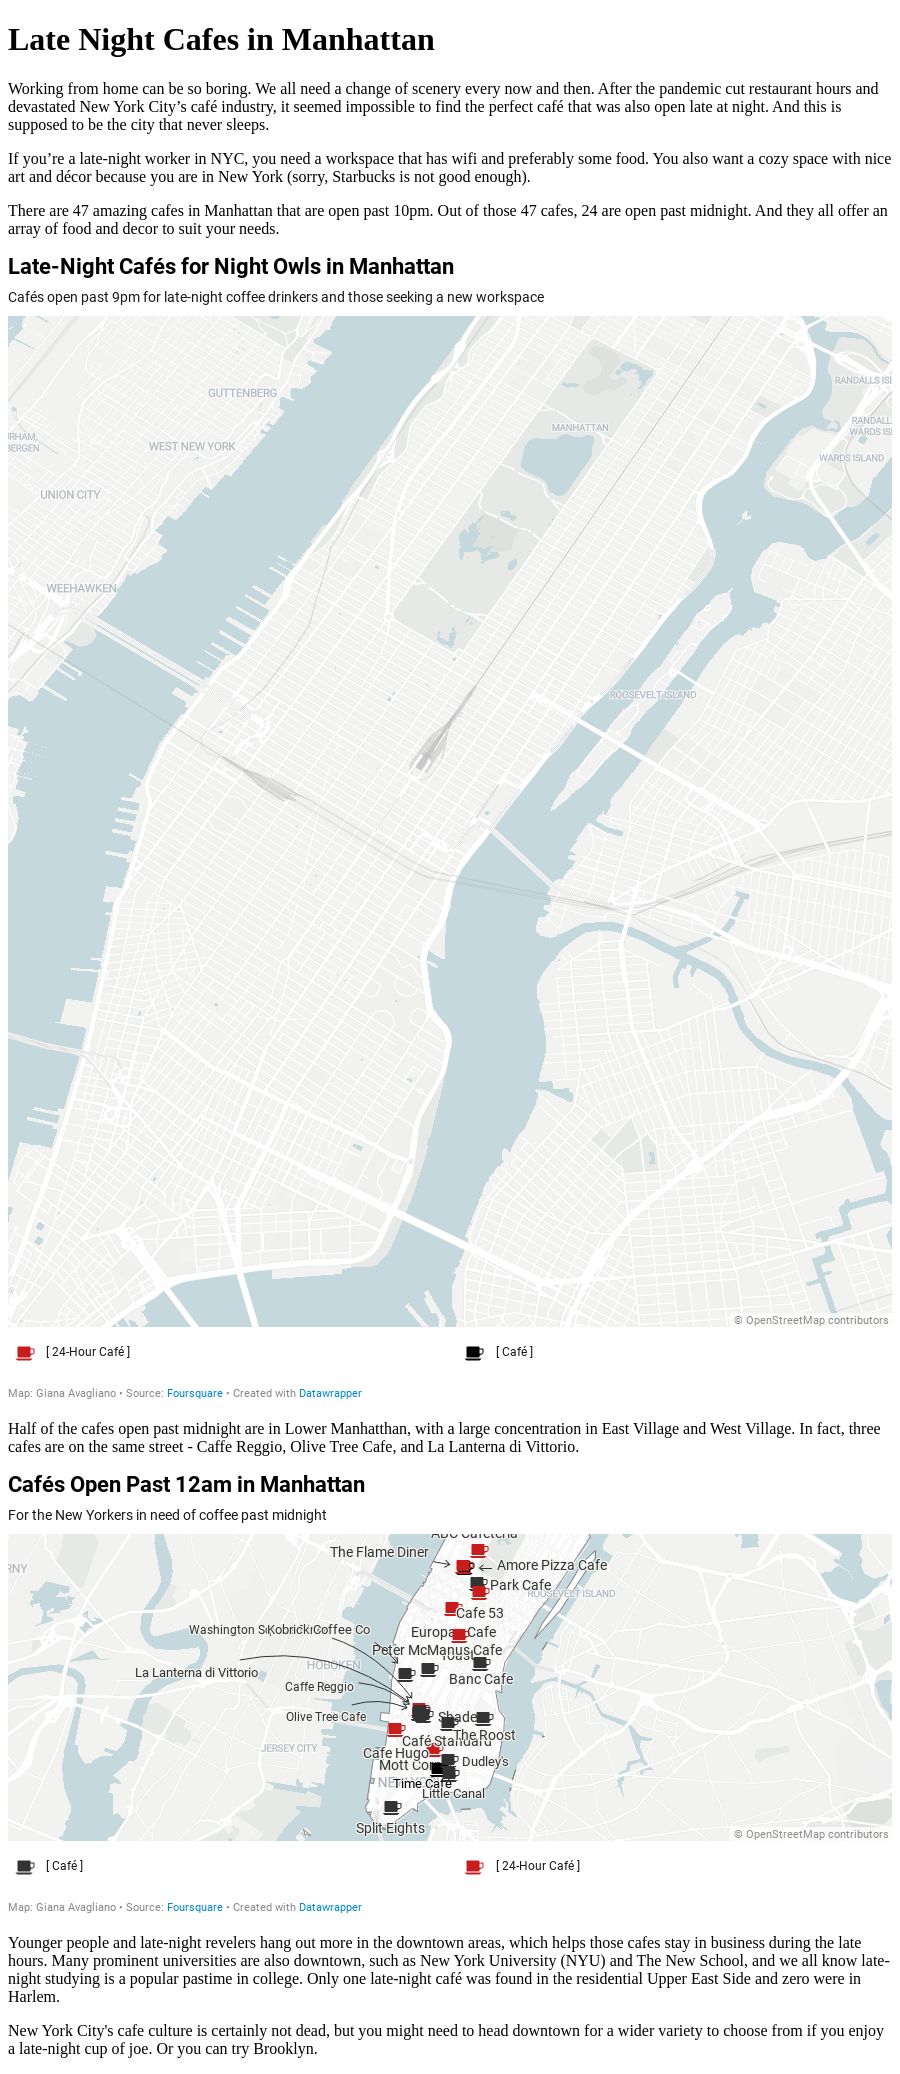 Late Night Cafes in Manhattan
Working from home can be so boring. We all need a change of scenery every now and then. After the pandemic cut restaurant hours and
devastated New York City’s café industry, it seemed impossible to find the perfect café that was also open late at night. And this is
supposed to be the city that never sleeps.
If you’re a late-night worker in NYC, you need a workspace that has wifi and preferably some food. You also want a cozy space with nice
art and décor because you are in New York (sorry, Starbucks is not good enough).
There are 47 amazing cafes in Manhattan that are open past 10pm. Out of those 47 cafes, 24 are open past midnight. And they all offer an
array of food and decor to suit your needs.
Late-Night Cafés for Night Owls in Manhattan
Cafés open past 9pm for late-night coffee drinkers and those seeking a new workspace
RANDALLS
GUTTENBERG
MANHATTAN
RANDALL
WARDS
BERGEN
WEST NEW YORK
WARDS ISLAND
UNION CITY
WEEHAWKEN
ROOSEVELT ISLAND
© OpenStreetMap contributors
[ 24-Hour Café ]
[ Café ]
Map: Giana Avagliano • Source: Foursquare • Created with Datawrapper
Half of the cafes open past midnight are in Lower Manhatthan, with a large concentration in East Village and West Village. In fact, three
cafes are on the same street - Caffe Reggio, Olive Tree Cafe, and La Lanterna di Vittorio.
Cafés Open Past 12am in Manhattan
For the New Yorkers in need of coffee past midnight
ABC Cafeteria
The Flame Diner
Amore Pizza Cafe
Park Cafe
ROOSEVELT ISLAND
Cafe 53
Washington
Coffee Co
Europan Cafe
Peter McManus Cafe
HOBOKEN
La Lanterna di Vittorio
Banc Cafe
Caffe Reggio
Olive Tree Cafe
Shade
The Roost
Café Standard
JERSEY CITY
Cafe Hugo
Mott
Dudley's
Time Cafe
Little Canal
Split Eights
© OpenStreetMap contributors
[ Café ]
[ 24-Hour Café ]
Map: Giana Avagliano • Source: Foursquare • Created with Datawrapper
Younger people and late-night revelers hang out more in the downtown areas, which helps those cafes stay in business during the late
hours. Many prominent universities are also downtown, such as New York University (NYU) and The New School, and we all know late-
night studying is a popular pastime in college. Only one late-night café was found in the residential Upper East Side and zero were in
Harlem.
New York City's cafe culture is certainly not dead, but you might need to head downtown for a wider variety to choose from if you enjoy
a late-night cup of joe. Or you can try Brooklyn.